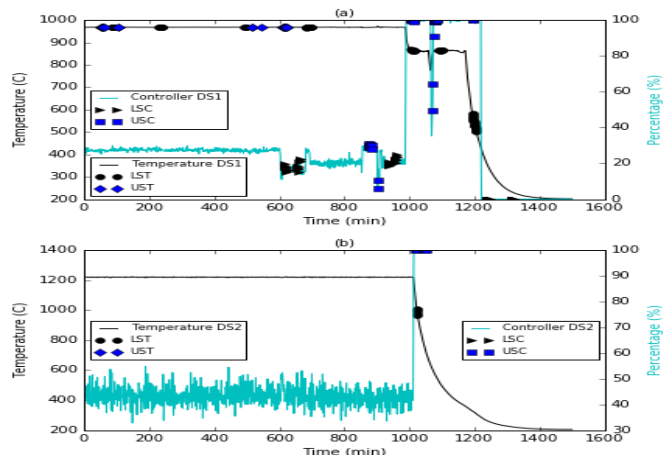 (a)
1000
900
800
700
600
500
400
300
200
Temperature (C)
100
80
60
40
20
0
Percentage (%)
Controller DS1
LSC
USC
Temperature DS1
LST
UST
0 200 400 600 800 1000 1200 1400 1600
Time (min)
(b)
1400
1200
1000
800
600
400
200
Temperature (C)
100
90
80
70
60
50
40
30
Percentage (%)
Temperature DS2
LST
UST
Controller DS2
LSC
USC
0 200 400 600 800 1000 1200 1400 1600
Time (min)